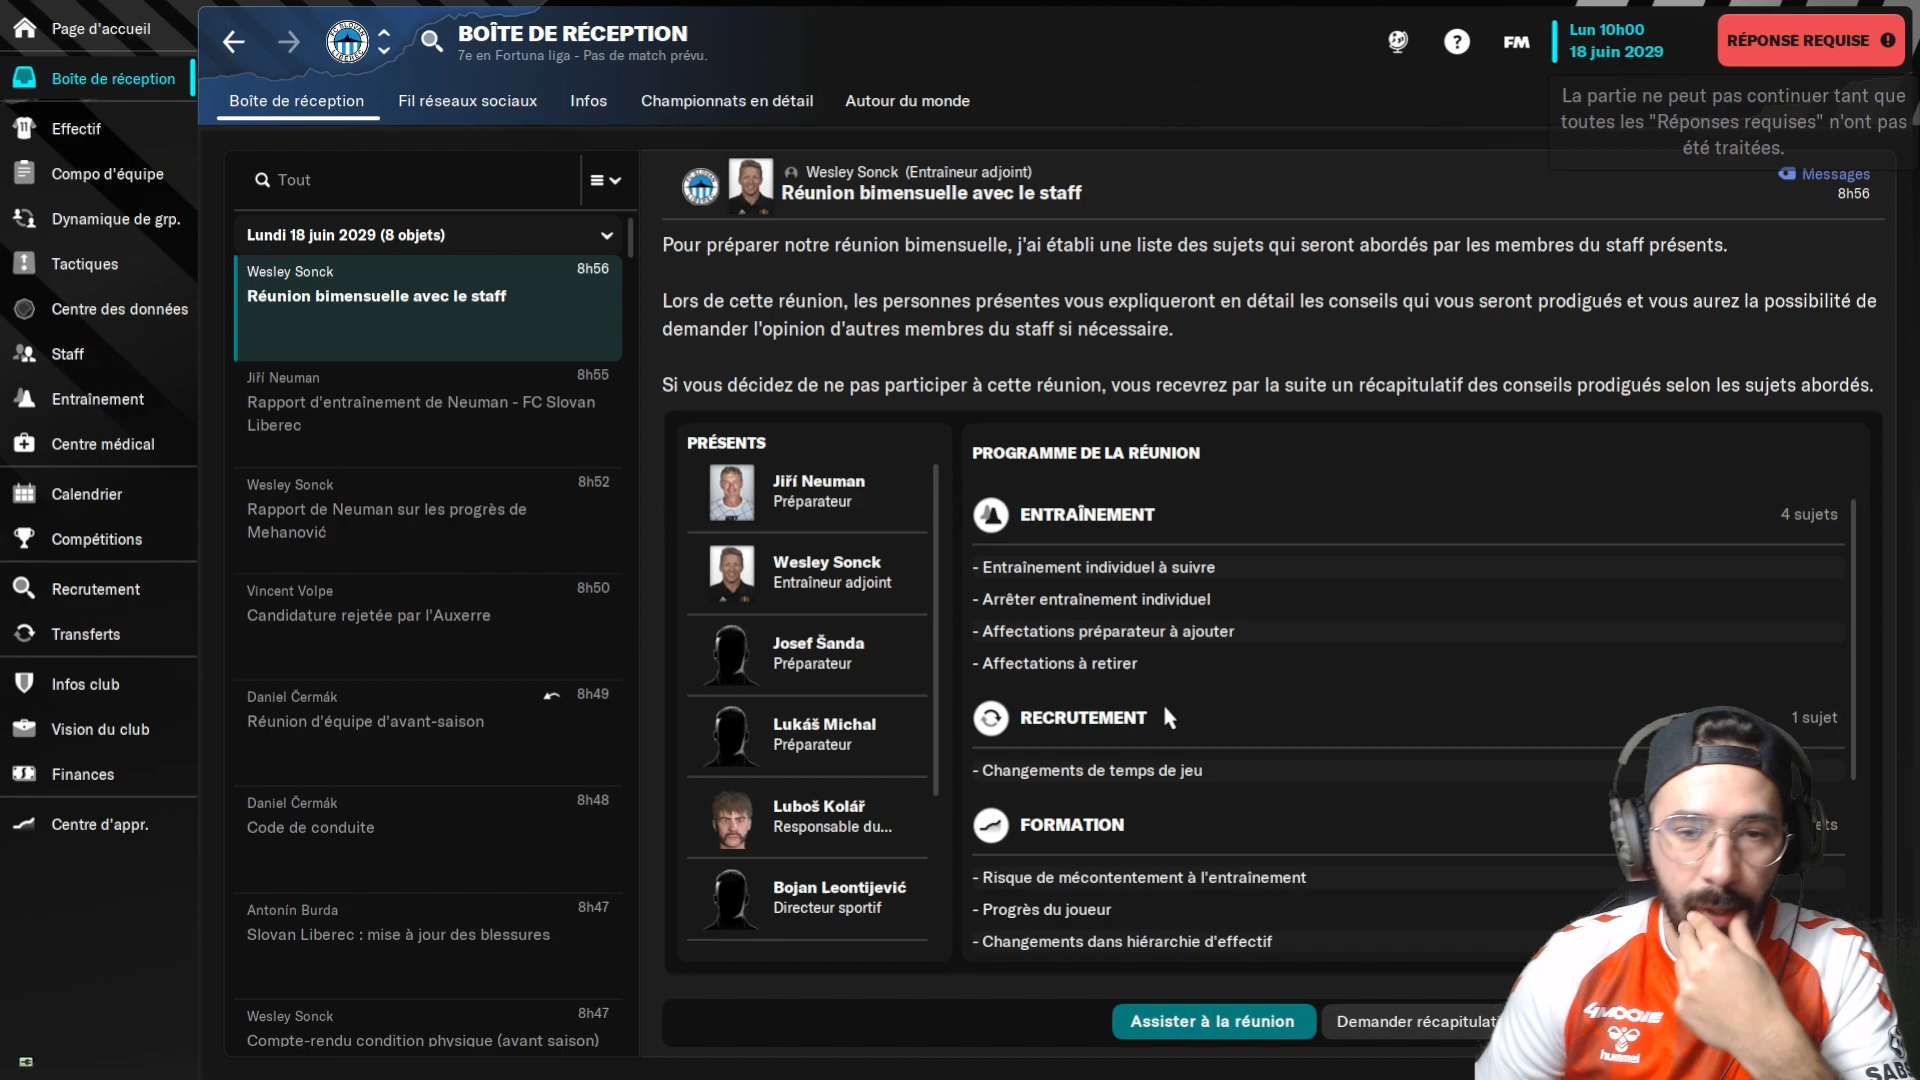 Page d'accueil
Boîte de réception
Effectif
Compo d'équipe
Dynamique de grp.
Tactiques
Centre des données
Staff
Entraînement
Centre médical
Calendrier
Compétitions
Recrutement
Transferts
Infos club
Vision du club
Finances
Centre d'appr.
BOÎTE DE RÉCEPTION
7e en Fortuna liga - Pas de match prévu.
FM
Lun 10h00
18 juin 2029
RÉPONSE REQUISE
La partie ne peut pas continuer tant que
toutes les "Réponses requises" n'ont pas
été traitées.
Boîte de réception
Fil réseaux sociaux
Infos
Championnats en détail
Autour du monde
Tout
Lundi 18 juin 2029 (8 objets)
Wesley Sonck
8h56
Réunion bimensuelle avec le staff
Jiří Neuman
8h55
Rapport d'entraînement de Neuman - FC Slovan
Liberec
Wesley Sonck
8h52
Rapport de Neuman sur les progrès de
Mehanović
Vincent Volpe
8h50
Candidature rejetée par l'Auxerre
Daniel Čermák
8h49
Réunion d'équipe d'avant-saison
Daniel Čermák
8h48
Code de conduite
Antonín Burda
8h47
Slovan Liberec : mise à jour des blessures
Wesley Sonck
8h47
Compte-rendu condition physique (avant saison)
Wesley Sonck (Entraîneur adjoint)
Réunion bimensuelle avec le staff
Messages
8h56
Pour préparer notre réunion bimensuelle, j'ai établi une liste des sujets qui seront abordés par les membres du staff présents.
Lors de cette réunion, les personnes présentes vous expliqueront en détail les conseils qui vous seront prodigués et vous aurez la possibilité de
demander l'opinion d'autres membres du staff si nécessaire.
Si vous décidez de ne pas participer à cette réunion, vous recevrez par la suite un récapitulatif des conseils prodigués selon les sujets abordés.
PRÉSENTS
Jiří Neuman
Préparateur
Wesley Sonck
Entraîneur adjoint
Josef Šanda
Préparateur
Lukáš Michal
Préparateur
Luboš Kolář
Responsable du...
Bojan Leontijević
Directeur sportif
PROGRAMME DE LA RÉUNION
ENTRAÎNEMENT
4 sujets
- Entraînement individuel à suivre
- Arrêter entraînement individuel
- Affectations préparateur à ajouter
- Affectations à retirer
RECRUTEMENT
1 sujet
- Changements de temps de jeu
FORMATION
- Risque de mécontentement à l'entraînement
- Progrès du joueur
- Changements dans hiérarchie d'effectif
Assister à la réunion
Demander récapitulati
4MOOVE
hummel